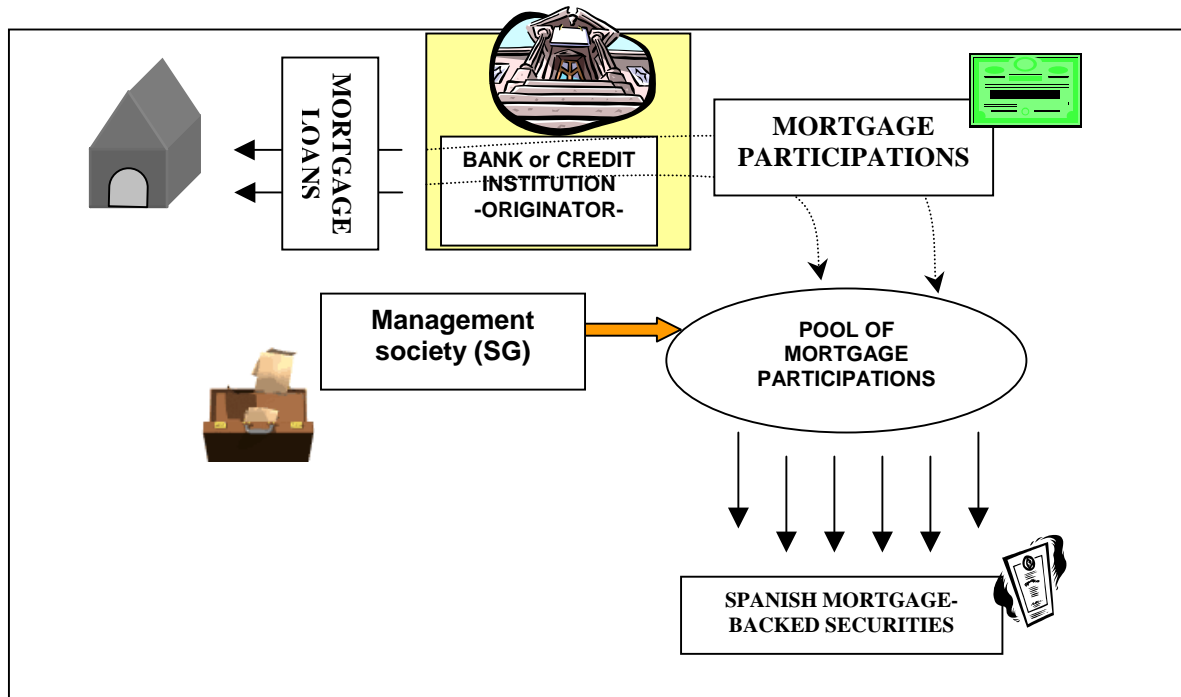 MORTGAGE
LOANS
BANK or CREDIT
INSTITUTION
-ORIGINATOR-
MORTGAGE
PARTICIPATIONS
Management
society (SG)
POOL OF
MORTGAGE
PARTICIPATIONS
SPANISH MORTGAGE-
BACKED SECURITIES